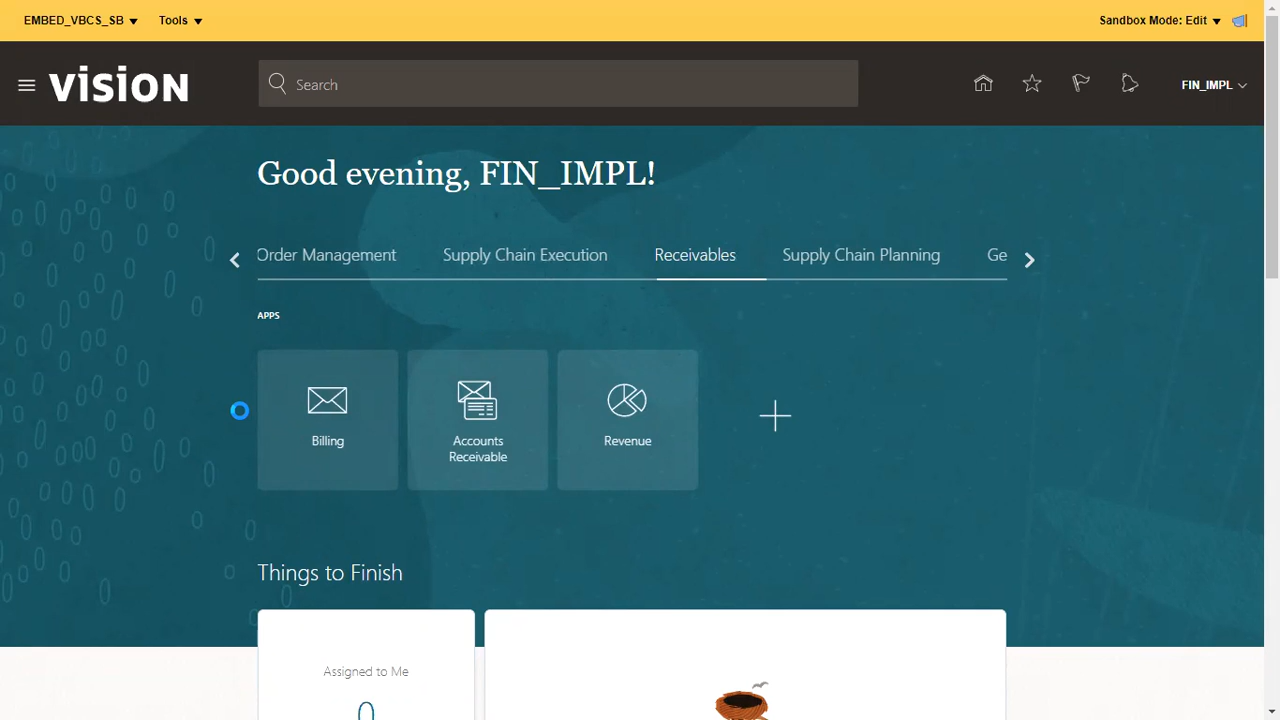 EMBED_VBCS_SB Tools Sandbox Mode: Edit
VISION Search FIN_IMPL
Good evening, FIN_IMPL!
Order Management Supply Chain Execution Receivables Supply Chain Planning Ge
APPS
Billing
Accounts
Receivable
Revenue
Things to Finish
Assigned to Me
0